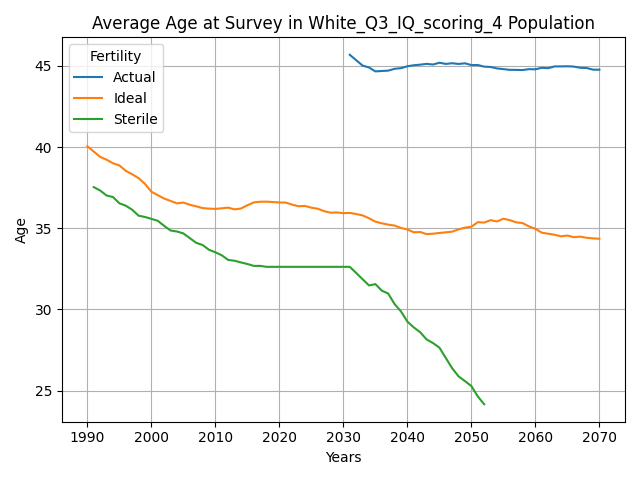 Average Age at Survey in White_Q3_IQ_scoring_4 Population
Fertility
Actual
Ideal
Sterile
45
40
35
30
25
Age
1990 2000 2010 2020 2030 2040 2050 2060 2070
Years